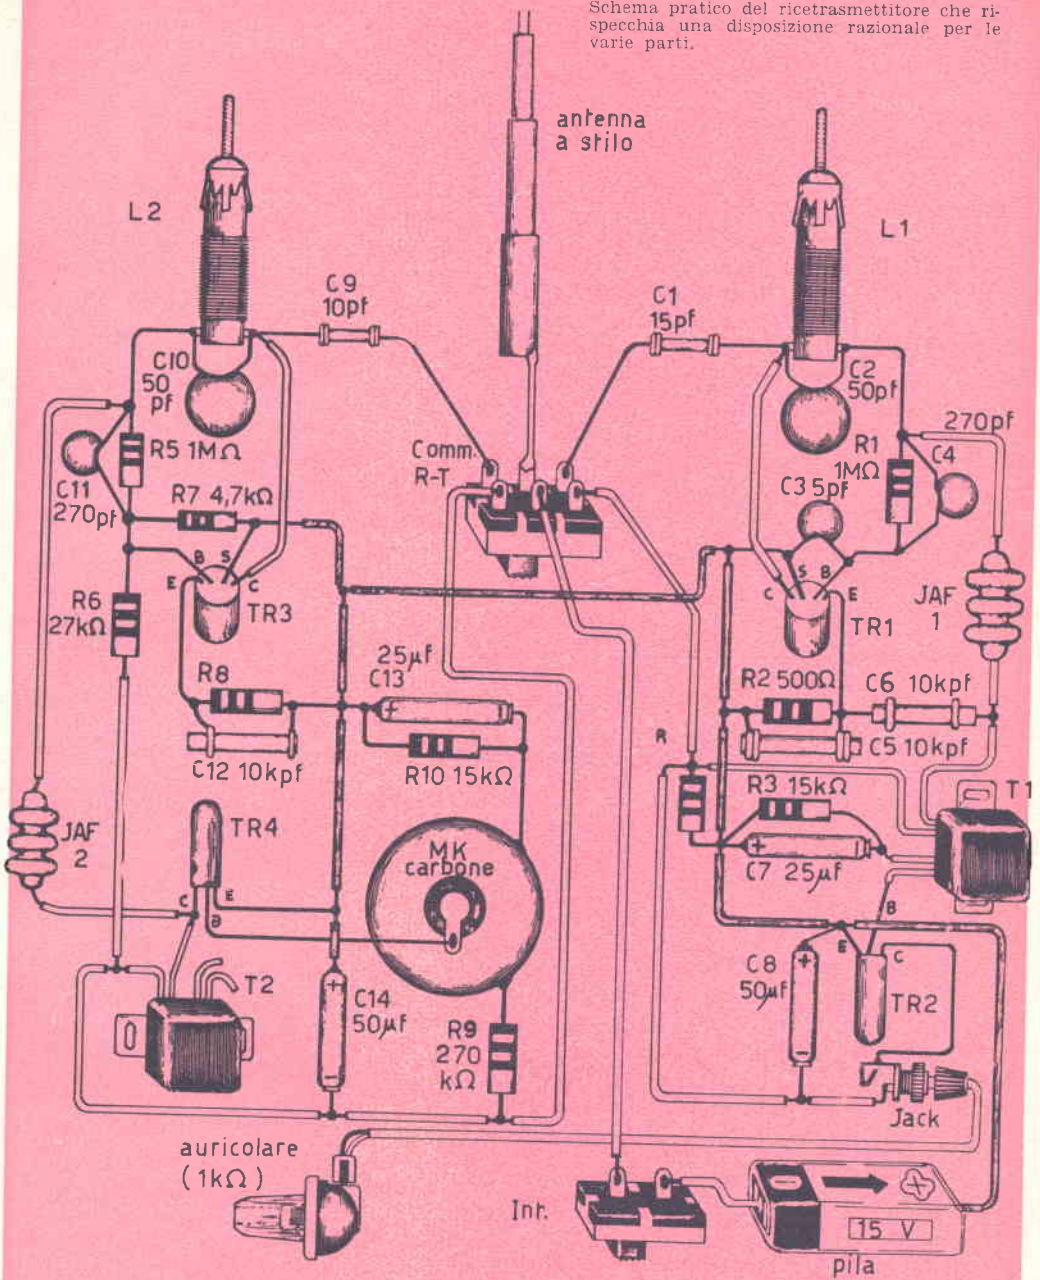 Schema pratico del ricetrasmettitore che ri-
specchia una disposizione razionale per le
varie parti.
antenna
a stilo
L2
L1
C9
10pf
C1
15pf
C10
50
pf
C2
50pf
270pf
R5 1MΩ
Comm.
R-T
R1
1MΩ
C4
C11
270pf
R7 4,7kΩ
C3 5pf
B
S
E
C
TR3
S
B
C
E
TR1
JAF
1
R6
27kΩ
25µf
C13
+
R8
R2 500Ω
C6 10kpf
C12 10kpf
R10 15kΩ
R
C5 10kpf
R3 15kΩ
T1
+
C7 25µf
JAF
2
TR4
MK
carbone
C
B
E
B
E
C
T2
+
C14
50µf
-
R9
270
kΩ
C8
50µf
+
-
TR2
Jack
auricolare
(1kΩ)
Int.
-
+
15 V
pila